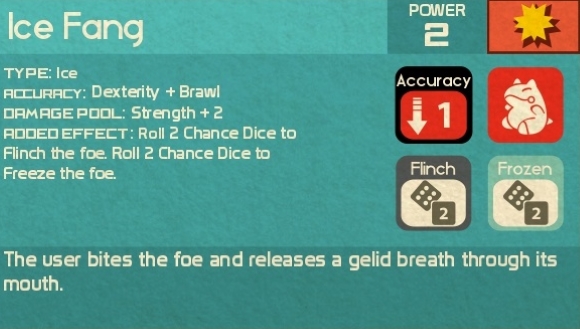 Ice Fang
POWER
2
TYPE: Ice
ACCURACY: Dexterity + Brawl
DAMAGE POOL: Strength + 2
ADDED EFFECT: Roll 2 Chance Dice to
Flinch the foe. Roll 2 Chance Dice to
Freeze the foe.
Accuracy
1
Flinch
2
Frozen
2
The user bites the foe and releases a gelid breath through its
mouth.